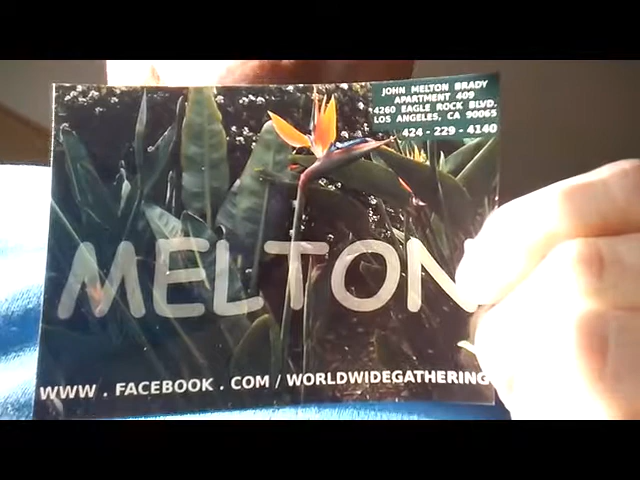 JOHN MELTON BRADY
APARTMENT 409
4260 EAGLE ROCK BLVD.
LOS ANGELES, CA 90065
424 - 229 - 4140
MELTON
WWW . FACEBOOK . COM / WORLDWIDEGATHERING